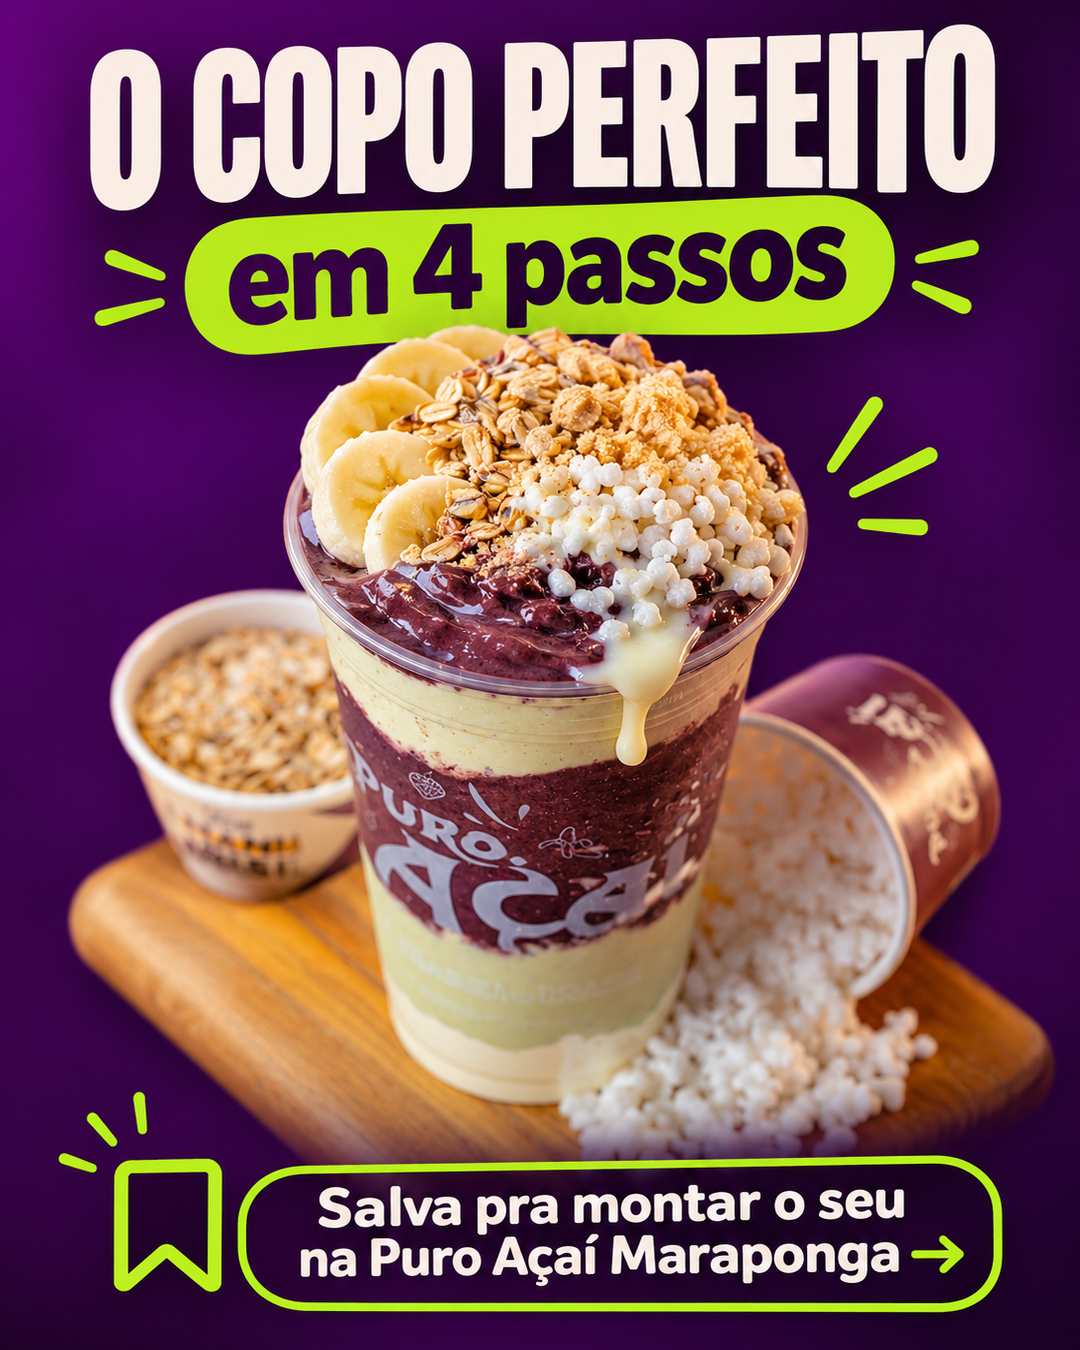 O COPO PERFEITO
em 4 passos
PURO
AÇAÍ
Salva pra montar o seu
na Puro Açaí Maraponga